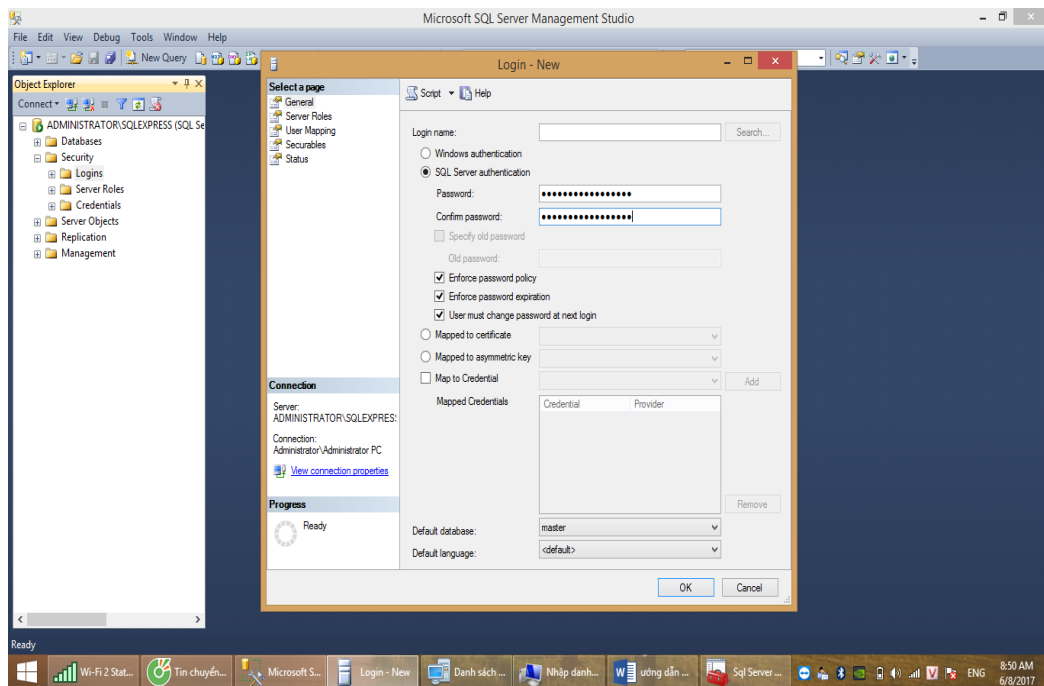 Microsoft SQL Server Management Studio
File Edit View Debug Tools Window Help
New Query
Object Explorer
Connect
ADMINISTRATOR\SQLEXPRESS (SQL Se
Databases
Security
Logins
Server Roles
Credentials
Server Objects
Replication
Management
Login - New
Select a page
General
Server Roles
User Mapping
Securables
Status
Script Help
Login name: Search...
Windows authentication
SQL Server authentication
Password: •••••••••••••••••
Confirm password: •••••••••••••••••
Specify old password
Old password:
Enforce password policy
Enforce password expiration
User must change password at next login
Mapped to certificate
Mapped to asymmetric key
Map to Credential Add
Mapped Credentials Credential Provider
Remove
Default database: master
Default language: <default>
Connection
Server:
ADMINISTRATOR\SQLEXPRES:
Connection:
Administrator\Administrator PC
View connection properties
Progress
Ready
OK Cancel
Ready
Wi-Fi 2 Stat... Tin chuyển... Microsoft S... Login - New Danh sách ... Nhập danh... ướng dẫn ... Sql Server ... ENG 8:50 AM
6/8/2017